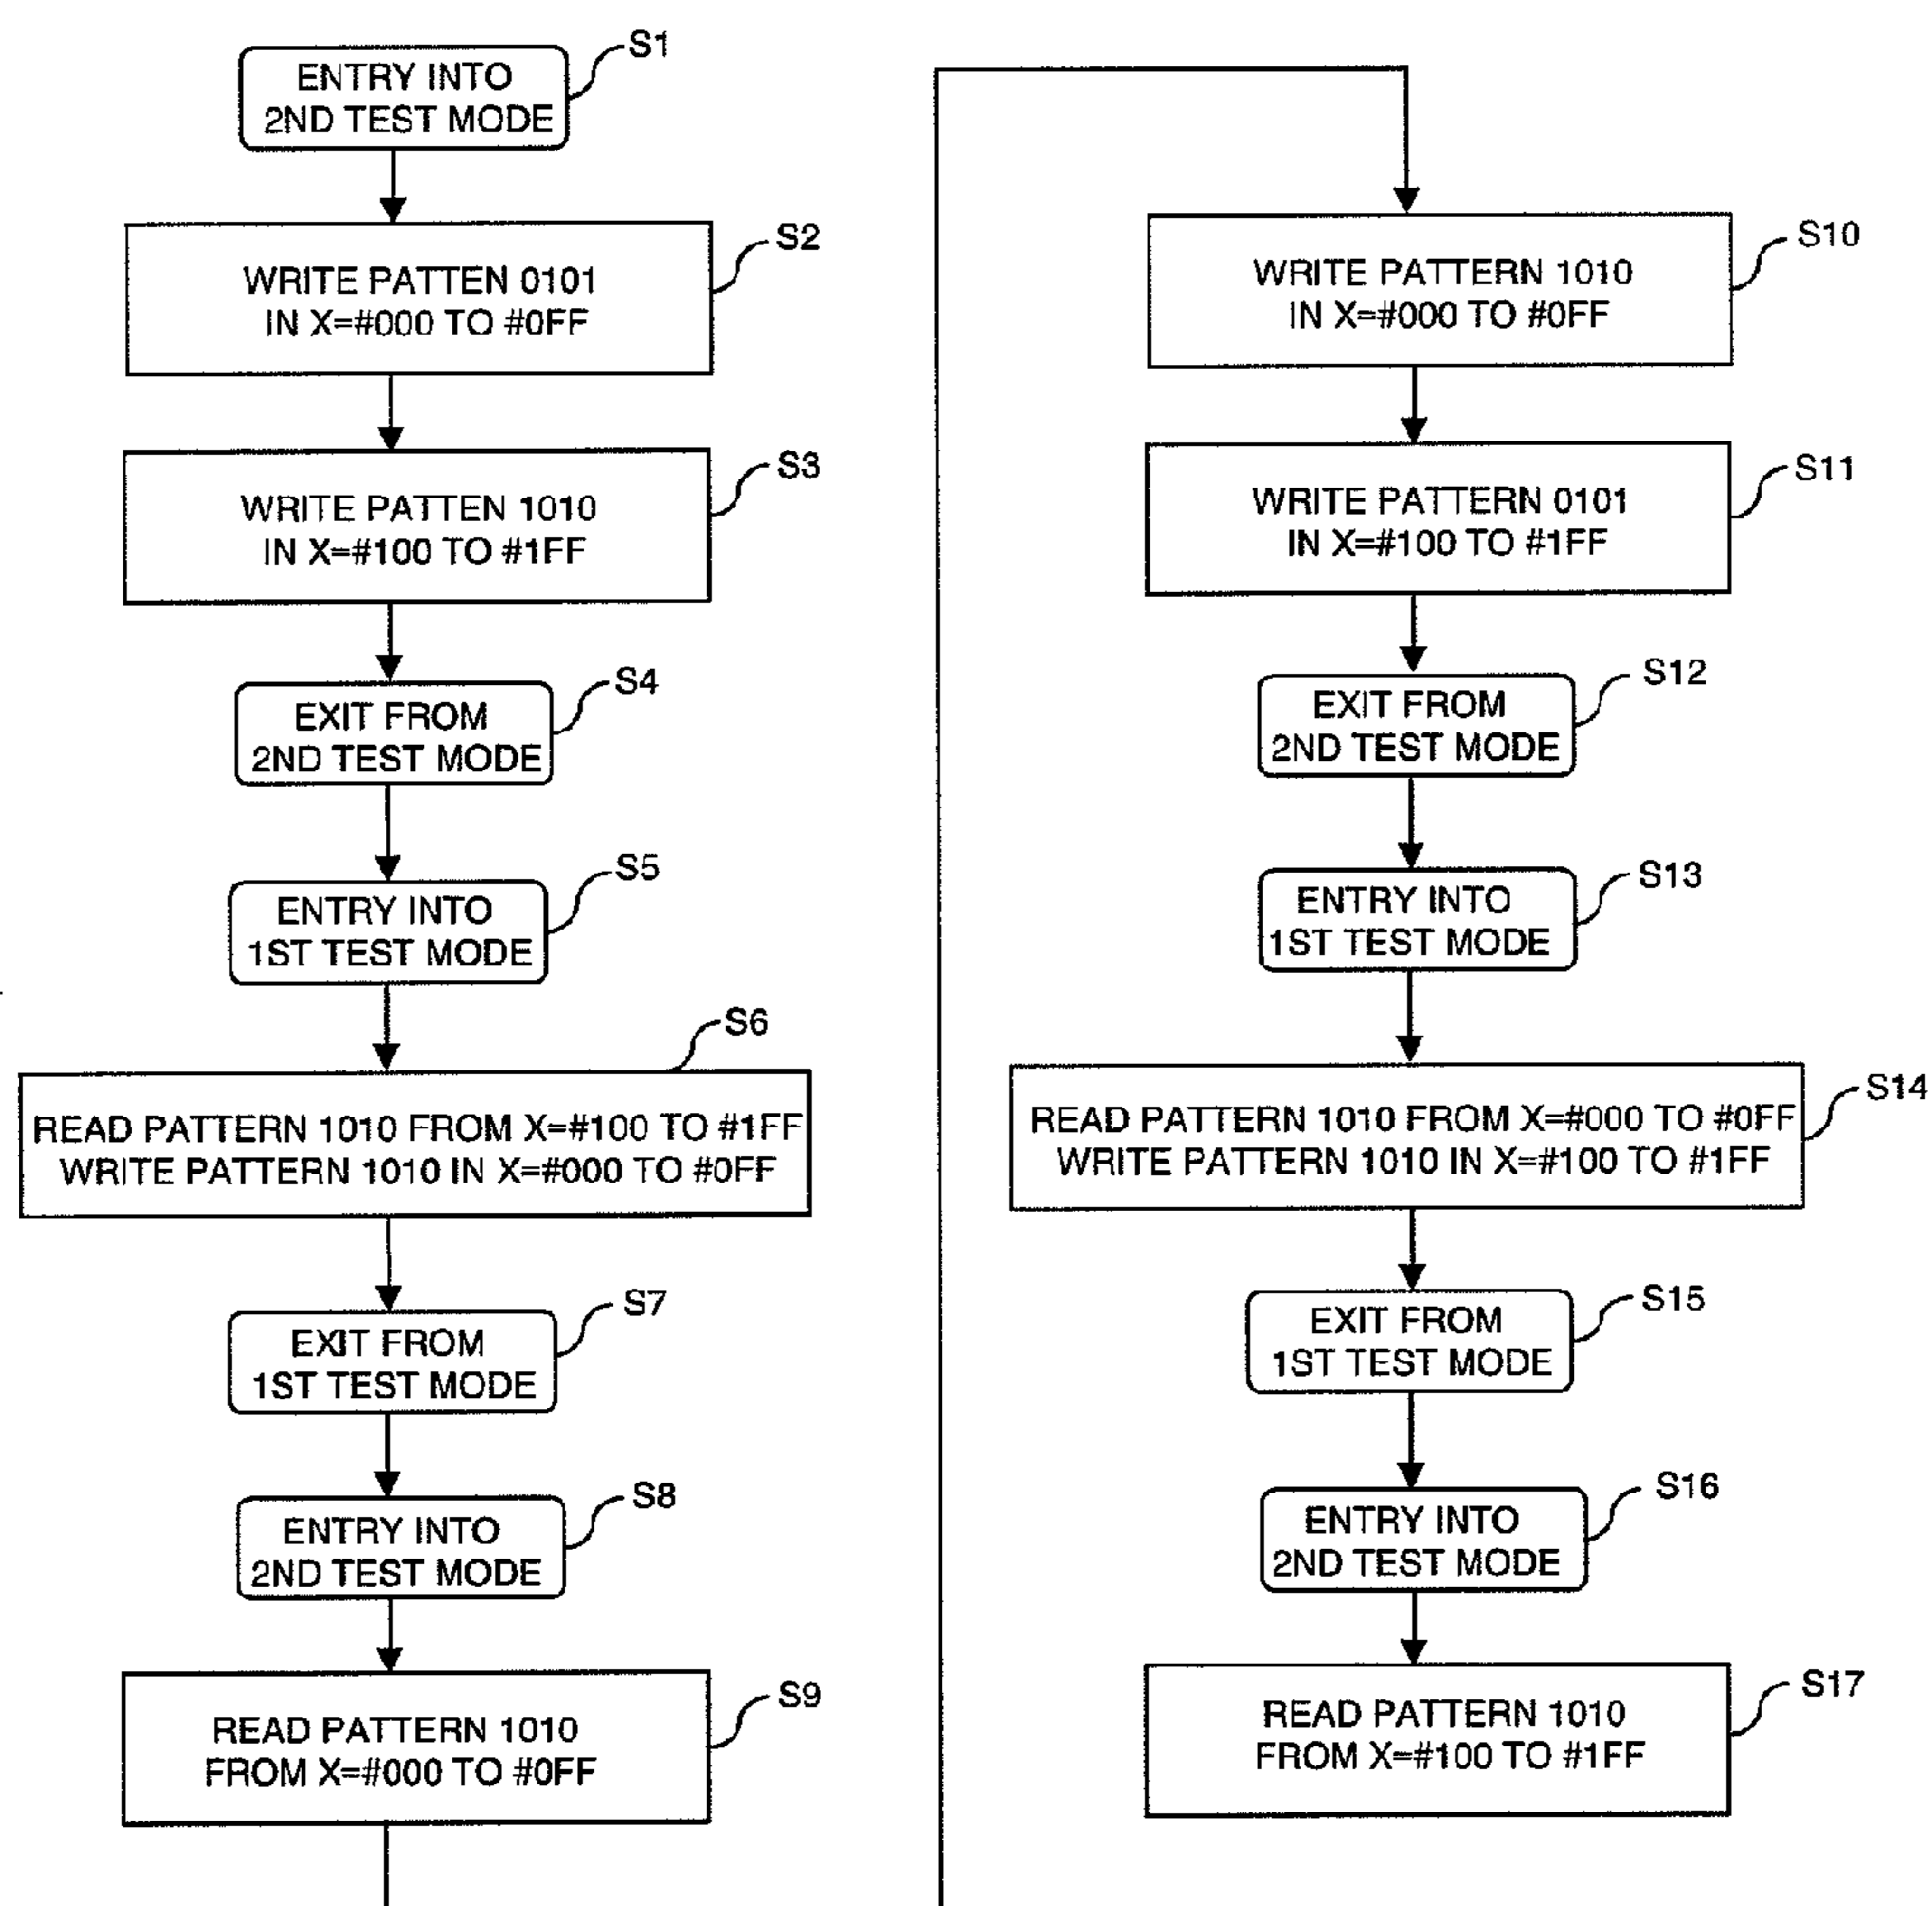 S1
ENTRY INTO
2ND TEST MODE
S2
WRITE PATTEN 0101
IN X=#000 TO #0FF
S3
WRITE PATTEN 1010
IN X=#100 TO #1FF
S4
EXIT FROM
2ND TEST MODE
S5
ENTRY INTO
1ST TEST MODE
S6
READ PATTERN 1010 FROM X=#100 TO #1FF
WRITE PATTERN 1010 IN X=#000 TO #0FF
S7
EXIT FROM
1ST TEST MODE
S8
ENTRY INTO
2ND TEST MODE
S9
READ PATTERN 1010
FROM X=#000 TO #0FF
S10
WRITE PATTERN 1010
IN X=#000 TO #0FF
S11
WRITE PATTERN 0101
IN X=#100 TO #1FF
S12
EXIT FROM
2ND TEST MODE
S13
ENTRY INTO
1ST TEST MODE
S14
READ PATTERN 1010 FROM X=#000 TO #0FF
WRITE PATTERN 1010 IN X=#100 TO #1FF
S15
EXIT FROM
1ST TEST MODE
S16
ENTRY INTO
2ND TEST MODE
S17
READ PATTERN 1010
FROM X=#100 TO #1FF